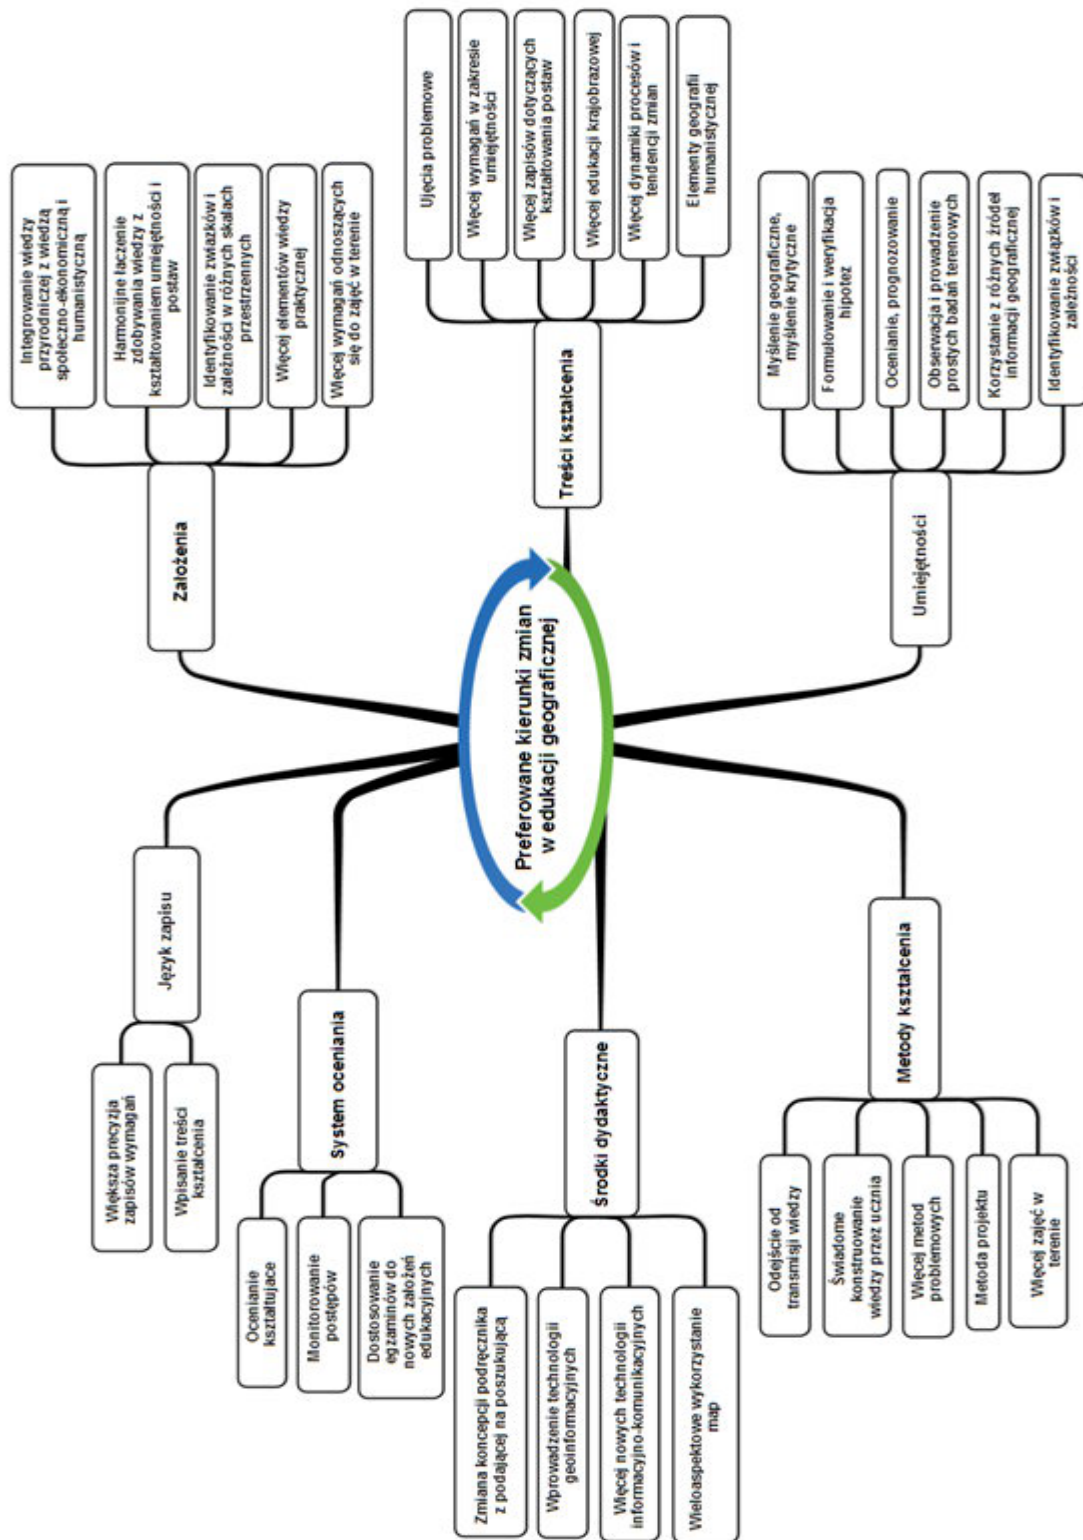 Preferowane kierunki zmian
w edukacji geograficznej
Język zapisu
Większa precyzja
zapisów wymagań
Wpisanie treści
kształcenia
System oceniania
Ocenianie
kształtujace
Monitorowanie
postępów
Dostosowanie
egzaminów do
nowych założeń
edukacyjnych
Środki dydaktyczne
Zmiana koncepcji podręcznika
z podającej na poszukującą
Wprowadzenie technologii
geoinformacyjnych
Więcej nowych technologii
informacyjno-komunikacyjnych
Wieloaspektowe wykorzystanie
map
Metody kształcenia
Odejście od
transmisji wiedzy
Świadome
konstruowanie
wiedzy przez ucznia
Więcej metod
problemowych
Metoda projektu
Więcej zajęć w
terenie
Założenia
Integrowanie wiedzy
przyrodniczej z wiedzą
społeczno-ekonomiczną i
humanistyczną
Harmonijne łaczenie
zdobywania wiedzy z
kształtowaniem umiejętności i
postaw
Identyfikowanie zwiazków i
zależności w różnych skalach
przestrzennych
Więcej elementów wiedzy
praktycznej
Więcej wymagań odnoszących
się do zajęć w terenie
Treści kształcenia
Ujęcia problemowe
Więcej wymagań w zakresie
umiejętności
Więcej zapisów dotyczących
kształtowania postaw
Więcej edukacji krajobrazowej
Więcej dynamiki procesów i
tendencji zmian
Elementy geografii
humanistycznej
Umiejętności
Myślenie geograficzne,
myślenie krytyczne
Formułowanie i weryfikacja
hipotez
Ocenianie, prognozowanie
Obserwacja i prowadzenie
prostych badań terenowych
Korzystanie z różnych źródeł
informacji geograficznej
Identyfikowanie związków i
zależności